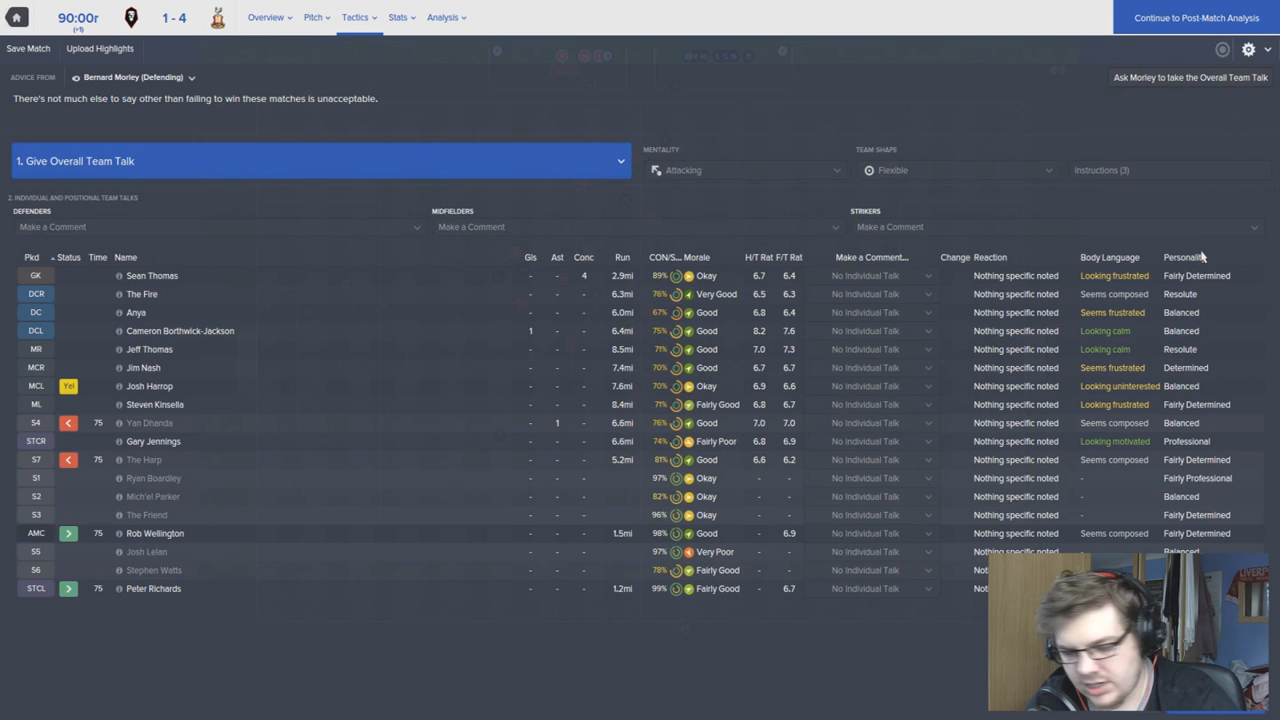 90:00r
(+1)
1 - 4
Overview Pitch Tactics Stats Analysis
Continue to Post-Match Analysis
Save Match Upload Highlights
ADVICE FROM Bernard Morley (Defending)
Ask Morley to take the Overall Team Talk
There's not much else to say other than failing to win these matches is unacceptable.
1. Give Overall Team Talk
MENTALITY TEAM SHAPE
Attacking Flexible Instructions (3)
2. INDIVIDUAL AND POSITIONAL TEAM TALKS
DEFENDERS MIDFIELDERS STRIKERS
Make a Comment Make a Comment Make a Comment
Pkd Status Time Name Gls Ast Conc Run CON/S... Morale H/T Rat F/T Rat Make a Comment... Change Reaction Body Language Personality
GK Sean Thomas - - 4 2.9mi 89% Okay 6.7 6.4 No Individual Talk Nothing specific noted Looking frustrated Fairly Determined
DCR The Fire - - - 6.3mi 76% Very Good 6.5 6.3 No Individual Talk Nothing specific noted Seems composed Resolute
DC Anya - - - 6.0mi 67% Good 6.8 6.4 No Individual Talk Nothing specific noted Seems frustrated Balanced
DCL Cameron Borthwick-Jackson 1 - - 6.4mi 75% Good 8.2 7.6 No Individual Talk Nothing specific noted Looking calm Balanced
MR Jeff Thomas - - - 8.5mi 71% Good 7.0 7.3 No Individual Talk Nothing specific noted Looking calm Resolute
MCR Jim Nash - - - 7.4mi 70% Good 6.7 6.7 No Individual Talk Nothing specific noted Seems frustrated Determined
MCL Yel Josh Harrop - - - 7.6mi 70% Okay 6.9 6.6 No Individual Talk Nothing specific noted Looking uninterested Balanced
ML Steven Kinsella - - - 8.4mi 71% Fairly Good 6.8 6.7 No Individual Talk Nothing specific noted Looking frustrated Fairly Determined
S4 75 Yan Dhanda - 1 - 6.6mi 76% Good 7.0 7.0 No Individual Talk Nothing specific noted Seems composed Balanced
STCR Gary Jennings - - - 6.6mi 74% Fairly Poor 6.8 6.9 No Individual Talk Nothing specific noted Looking motivated Professional
S7 75 The Harp - - - 5.2mi 81% Good 6.6 6.2 No Individual Talk Nothing specific noted Seems composed Fairly Determined
S1 Ryan Boardley - - - 97% Okay - - No Individual Talk Nothing specific noted - Fairly Professional
S2 Mich'el Parker - - - 82% Okay - - No Individual Talk Nothing specific noted - Balanced
S3 The Friend - - - 96% Okay - - No Individual Talk Nothing specific noted - Fairly Determined
AMC 75 Rob Wellington - - - 1.5mi 98% Good - 6.9 No Individual Talk Nothing specific noted Seems composed Fairly Determined
S5 Josh Lelan - - - 97% Very Poor - - No Individual Talk Nothing specific noted - Balanced
S6 Stephen Watts - - - 78% Fairly Good - - No Individual Talk
STCL 75 Peter Richards - - - 1.2mi 99% Fairly Good - 6.7 No Individual Talk